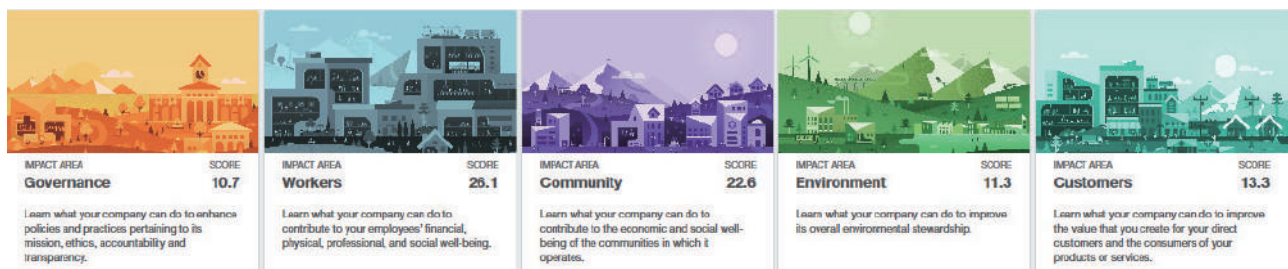 IMPACT AREA SCORE
Governance 10.7
Learn what your company can do to enhance
policies and practices pertaining to its
mission, ethics, accountability and
transparency.
IMPACT AREA SCORE
Workers 26.1
Learn what your company can do to
contribute to your employees' financial,
physical, professional, and social well-being.
IMPACT AREA SCORE
Community 22.6
Learn what your company can do to
contribute to the economic and social well-
being of the communities in which it
operates.
IMPACT AREA SCORE
Environment 11.3
Learn what your company can do to improve
its overall environmental stewardship.
IMPACT AREA SCORE
Customers 13.3
Learn what your company can do to improve
the value that you create for your direct
customers and the consumers of your
products or services.